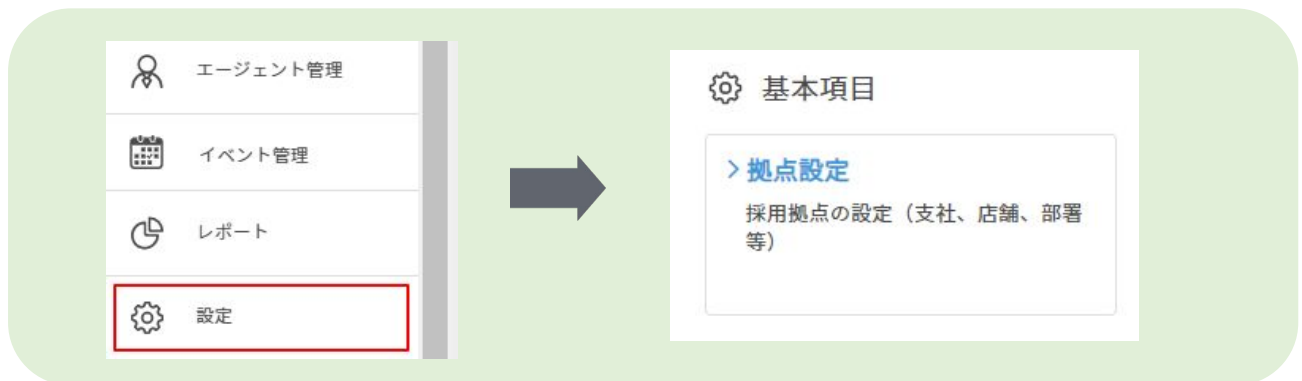 エージェント管理
イベント管理
レポート
設定
基本項目
拠点設定
採用拠点の設定（支社、店舗、部署
等）